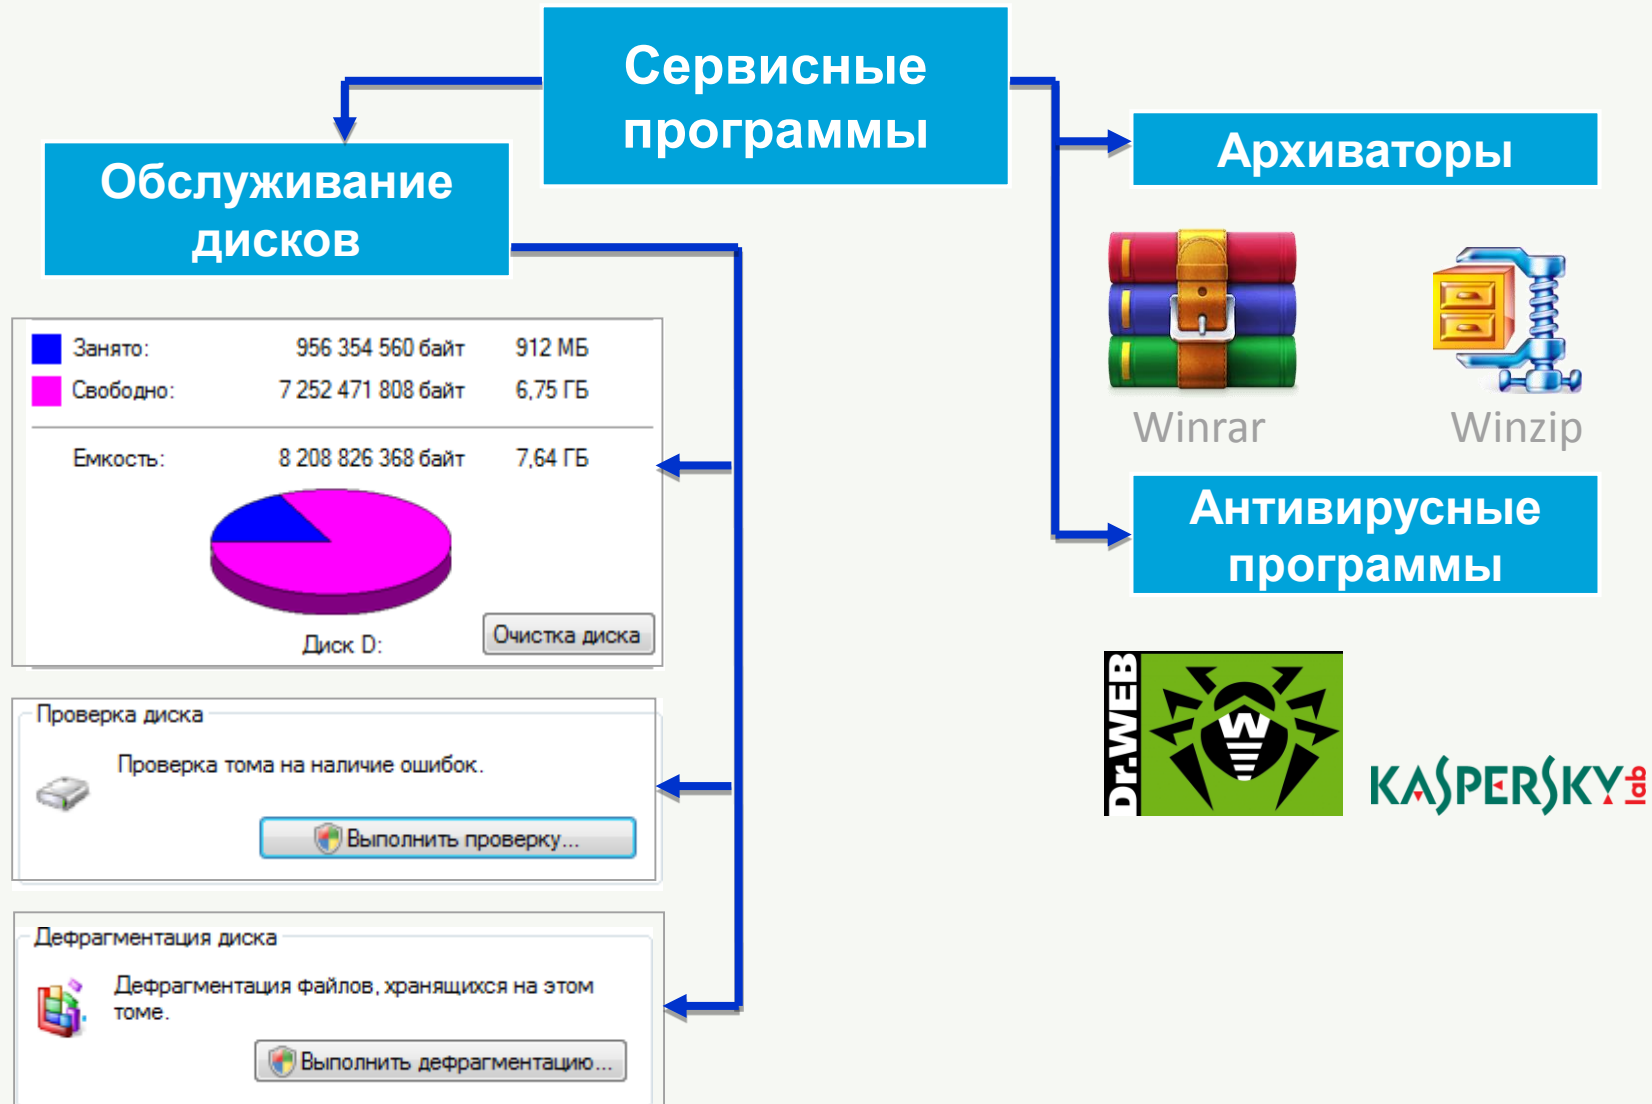 Сервисные
программы
Обслуживание
дисков
Занято: 956 354 560 байт 912 МБ
Свободно: 7 252 471 808 байт 6,75 ГБ
Емкость: 8 208 826 368 байт 7,64 ГБ
Диск D:
Очистка диска
Проверка диска
Проверка тома на наличие ошибок.
Выполнить проверку...
Дефрагментация диска
Дефрагментация файлов, хранящихся на этом
томе.
Выполнить дефрагментацию...
Архиваторы
Winrar
Winzip
Антивирусные
программы
Dr.WEB
W
KASPERSKY lab